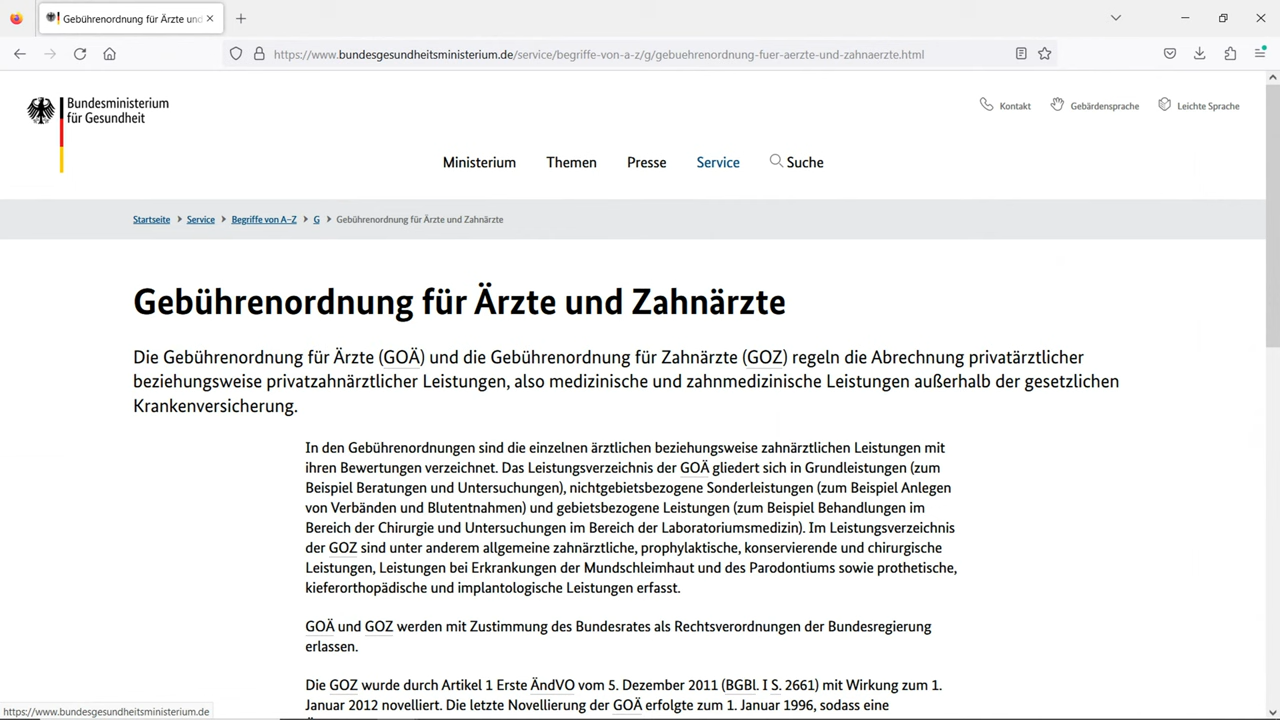 Gebührenordnung für Ärzte und
https://www.bundesgesundheitsministerium.de/service/begriffe-von-a-z/g/gebuehrenordnung-fuer-aerzte-und-zahnaerzte.html
Bundesministerium
für Gesundheit
Kontakt
Gebärdensprache
Leichte Sprache
Ministerium
Themen
Presse
Service
Suche
Startseite
Service
Begriffe von A–Z
G
Gebührenordnung für Ärzte und Zahnärzte
Gebührenordnung für Ärzte und Zahnärzte
Die Gebührenordnung für Ärzte (GOÄ) und die Gebührenordnung für Zahnärzte (GOZ) regeln die Abrechnung privatärztlicher
beziehungsweise privatzahnärztlicher Leistungen, also medizinische und zahnmedizinische Leistungen außerhalb der gesetzlichen
Krankenversicherung.
In den Gebührenordnungen sind die einzelnen ärztlichen beziehungsweise zahnärztlichen Leistungen mit
ihren Bewertungen verzeichnet. Das Leistungsverzeichnis der GOÄ gliedert sich in Grundleistungen (zum
Beispiel Beratungen und Untersuchungen), nichtgebietsbezogene Sonderleistungen (zum Beispiel Anlegen
von Verbänden und Blutentnahmen) und gebietsbezogene Leistungen (zum Beispiel Behandlungen im
Bereich der Chirurgie und Untersuchungen im Bereich der Laboratoriumsmedizin). Im Leistungsverzeichnis
der GOZ sind unter anderem allgemeine zahnärztliche, prophylaktische, konservierende und chirurgische
Leistungen, Leistungen bei Erkrankungen der Mundschleimhaut und des Parodontiums sowie prothetische,
kieferorthopädische und implantologische Leistungen erfasst.
GOÄ und GOZ werden mit Zustimmung des Bundesrates als Rechtsverordnungen der Bundesregierung
erlassen.
Die GOZ wurde durch Artikel 1 Erste ÄndVO vom 5. Dezember 2011 (BGBl. I S. 2661) mit Wirkung zum 1.
Januar 2012 novelliert. Die letzte Novellierung der GOÄ erfolgte zum 1. Januar 1996, sodass eine
https://www.bundesgesundheitsministerium.de